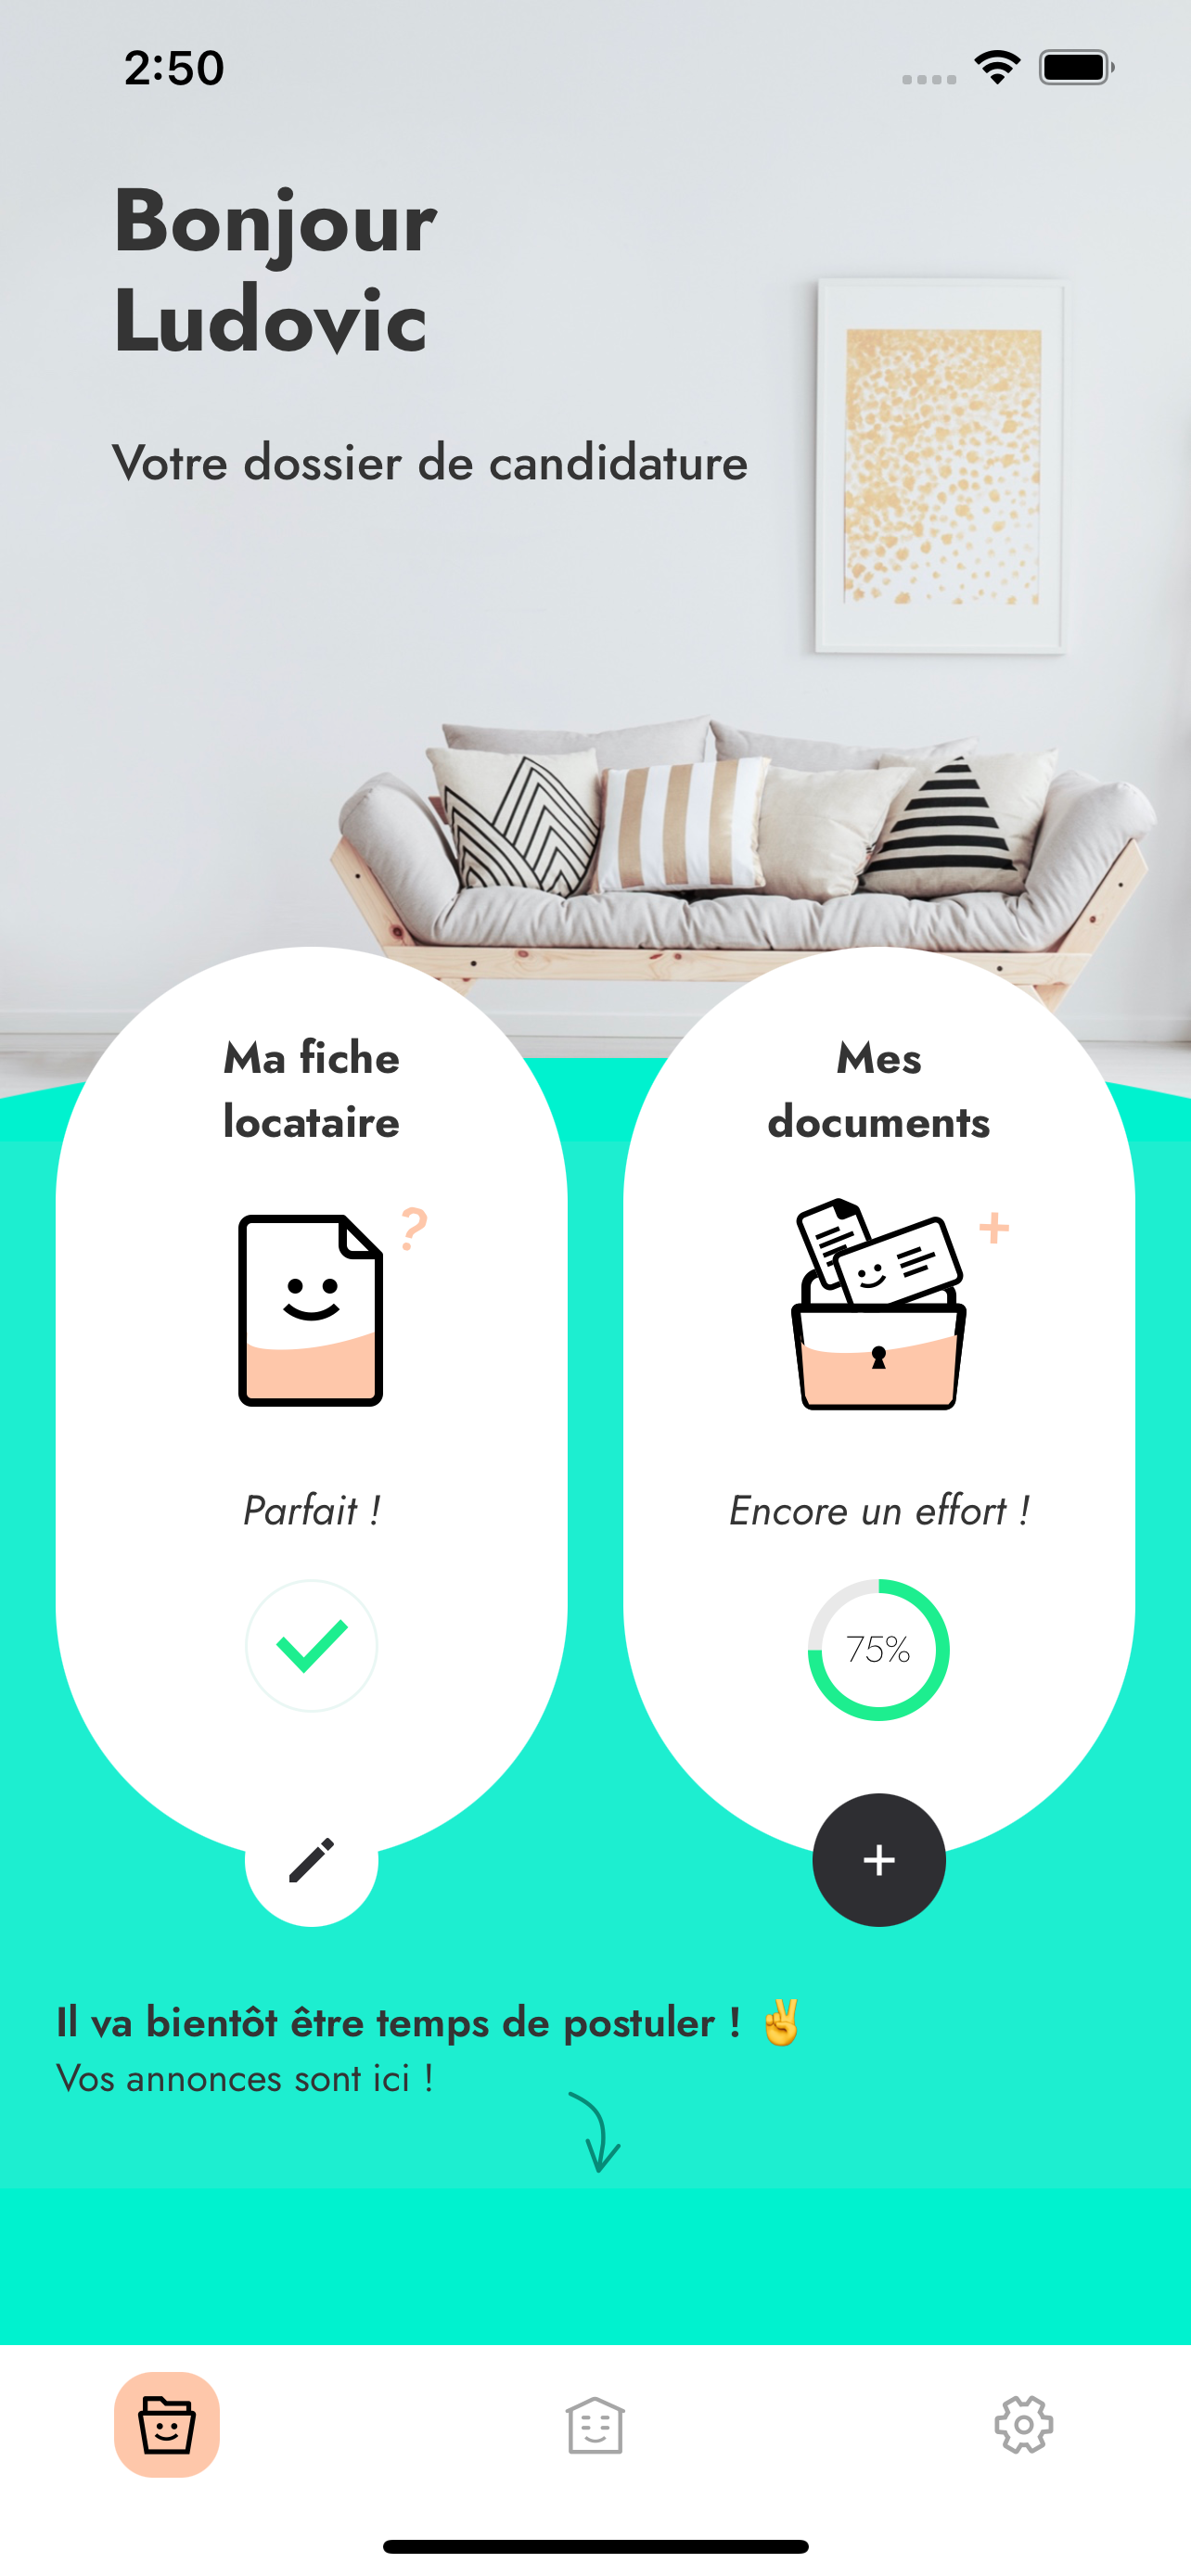 2:50
Bonjour
Ludovic
Votre dossier de candidature
Ma fiche
locataire
?
Parfait !
Mes
documents
+
Encore un effort !
75%
+
Il va bientôt être temps de postuler ! ✌️
Vos annonces sont ici !